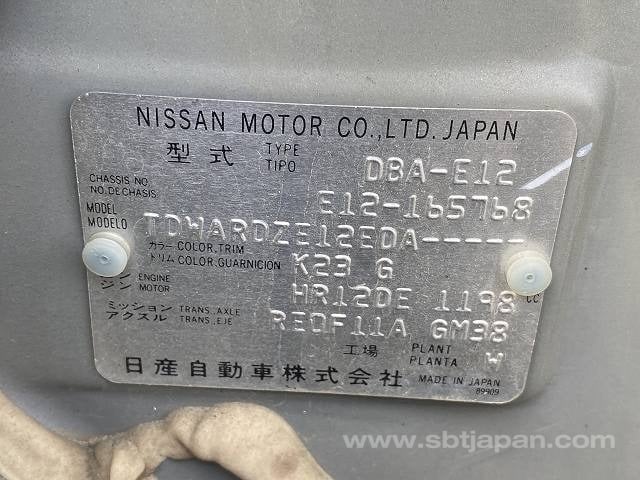 NISSAN MOTOR CO.,LTD. JAPAN
型式 TYPE TIPO DBA-E12
CHASSIS NO. NO.DE CHASIS E12-165768
MODEL MODELO TDWARDZE12EDA-----
カラー COLOR,TRIM
トリム COLOR,GUARNICION K23 G
ジン ENGINE MOTOR HR12DE 1198 CC
ミッション TRANS.,AXLE
アクスル TRANS.,EJE RE0F11A GM38
工場 PLANT PLANTA W
日産自動車株式会社 MADE IN JAPAN
89909
www.sbtjapan.com